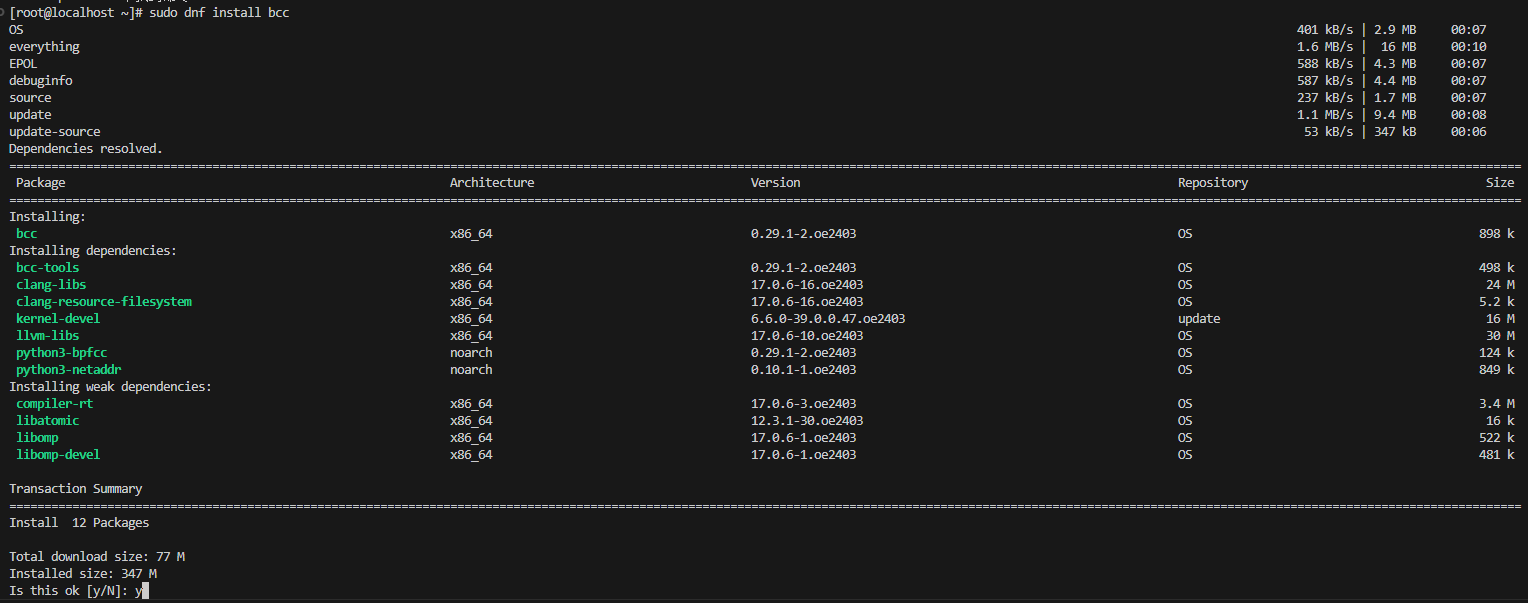 [root@localhost ~]# sudo dnf install bcc
OS 401 kB/s | 2.9 MB 00:07
everything 1.6 MB/s | 16 MB 00:10
EPOL 588 kB/s | 4.3 MB 00:07
debuginfo 587 kB/s | 4.4 MB 00:07
source 237 kB/s | 1.7 MB 00:07
update 1.1 MB/s | 9.4 MB 00:08
update-source 53 kB/s | 347 kB 00:06
Dependencies resolved.
Package Architecture Version Repository Size
Installing:
bcc x86_64 0.29.1-2.oe2403 OS 898 k
Installing dependencies:
bcc-tools x86_64 0.29.1-2.oe2403 OS 498 k
clang-libs x86_64 17.0.6-16.oe2403 OS 24 M
clang-resource-filesystem x86_64 17.0.6-16.oe2403 OS 5.2 k
kernel-devel x86_64 6.6.0-39.0.0.47.oe2403 update 16 M
llvm-libs x86_64 17.0.6-10.oe2403 OS 30 M
python3-bpfcc noarch 0.29.1-2.oe2403 OS 124 k
python3-netaddr noarch 0.10.1-1.oe2403 OS 849 k
Installing weak dependencies:
compiler-rt x86_64 17.0.6-3.oe2403 OS 3.4 M
libatomic x86_64 12.3.1-30.oe2403 OS 16 k
libomp x86_64 17.0.6-1.oe2403 OS 522 k
libomp-devel x86_64 17.0.6-1.oe2403 OS 481 k
Transaction Summary
Install 12 Packages
Total download size: 77 M
Installed size: 347 M
Is this ok [y/N]: y